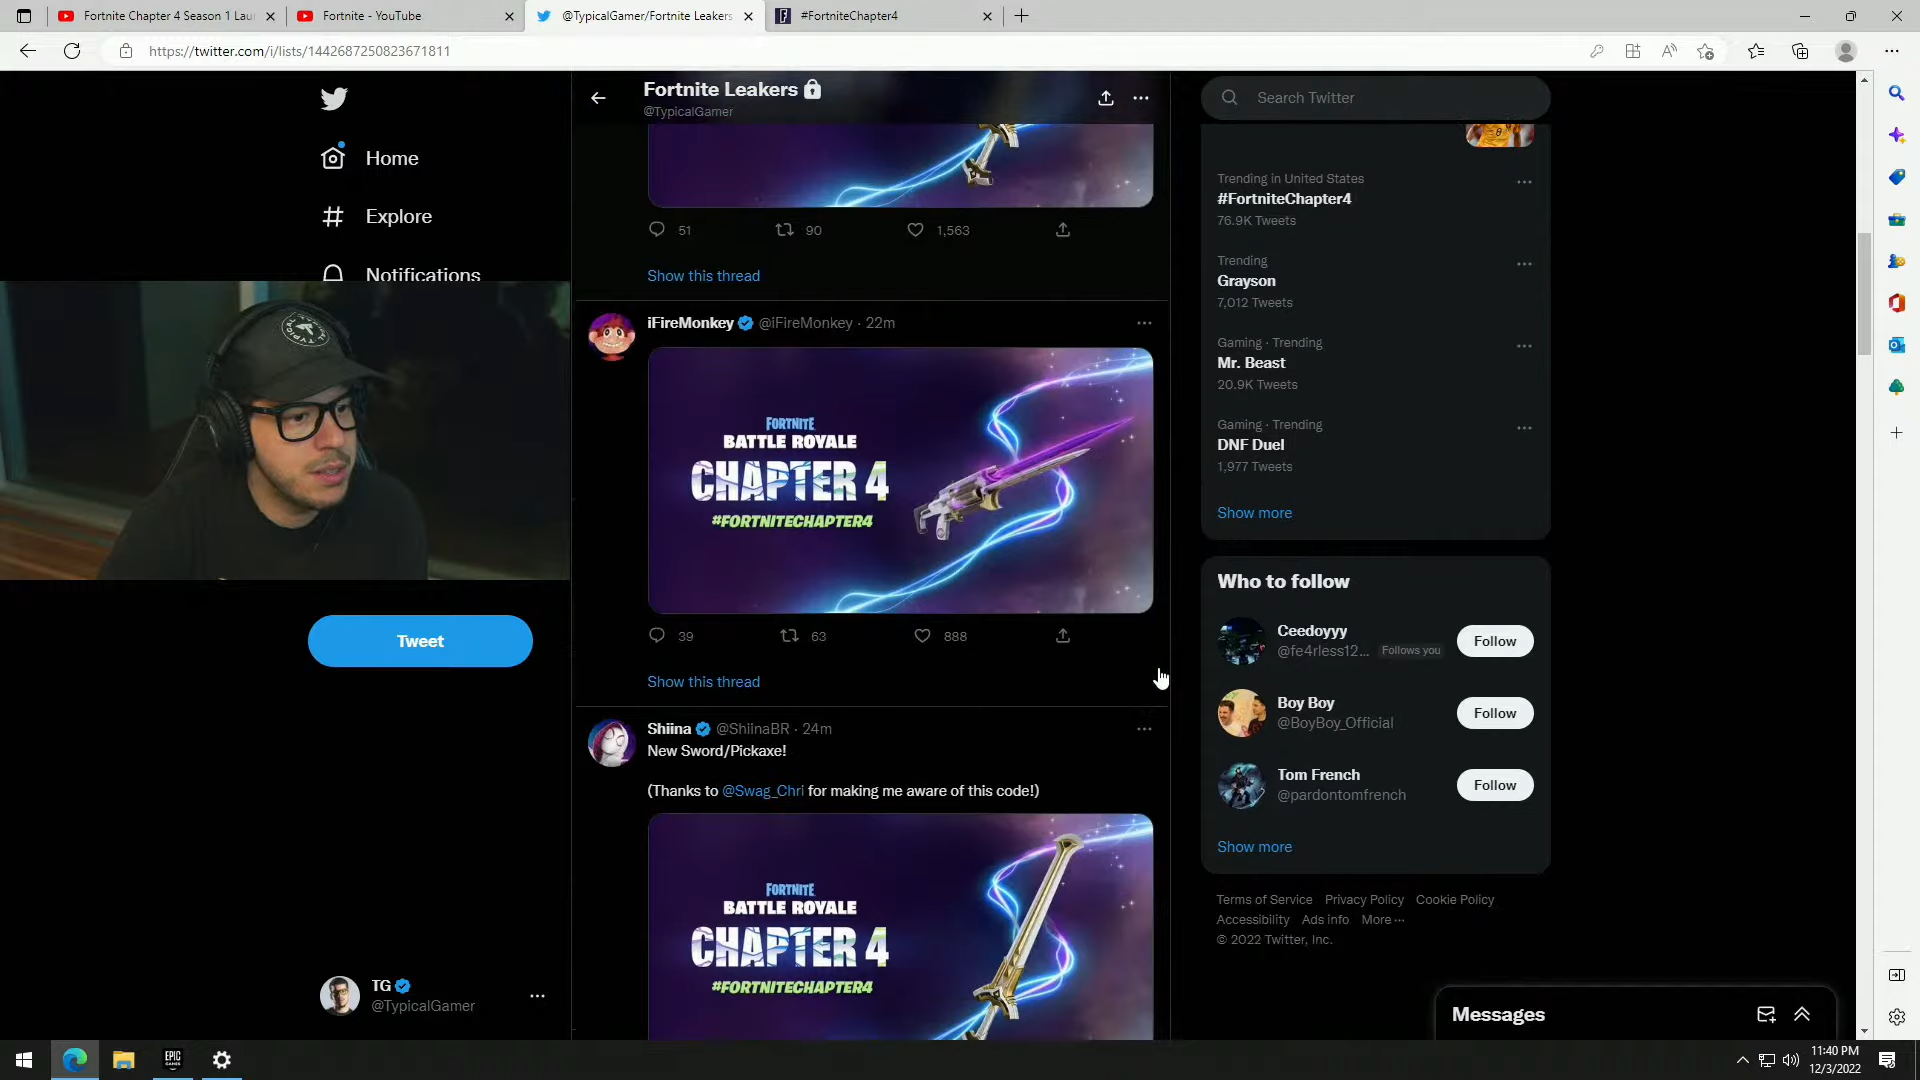 Fortnite Chapter 4 Season 1 Lau
Fortnite - YouTube
@TypicalGamer/Fortnite Leakers
#FortniteChapter4
https://twitter.com/i/lists/1442687250823671811
Home
Explore
Notifications
Tweet
TG
@TypicalGamer
Fortnite Leakers
@TypicalGamer
51
90
1,563
Show this thread
iFireMonkey @iFireMonkey · 22m
FORTNITE
BATTLE ROYALE
CHAPTER 4
#FORTNITECHAPTER4
39
63
888
Show this thread
Shiina @ShiinaBR · 24m
New Sword/Pickaxe!
(Thanks to @Swag_Chri for making me aware of this code!)
FORTNITE
BATTLE ROYALE
CHAPTER 4
#FORTNITECHAPTER4
Search Twitter
Trending in United States
#FortniteChapter4
76.9K Tweets
Trending
Grayson
7,012 Tweets
Gaming · Trending
Mr. Beast
20.9K Tweets
Gaming · Trending
DNF Duel
1,977 Tweets
Show more
Who to follow
Ceedoyyy
@fe4rless12... Follows you
Follow
Boy Boy
@BoyBoy_Official
Follow
Tom French
@pardontomfrench
Follow
Show more
Terms of Service Privacy Policy Cookie Policy
Accessibility Ads info More ···
© 2022 Twitter, Inc.
Messages
EPIC
GAMES
11:40 PM
12/3/2022